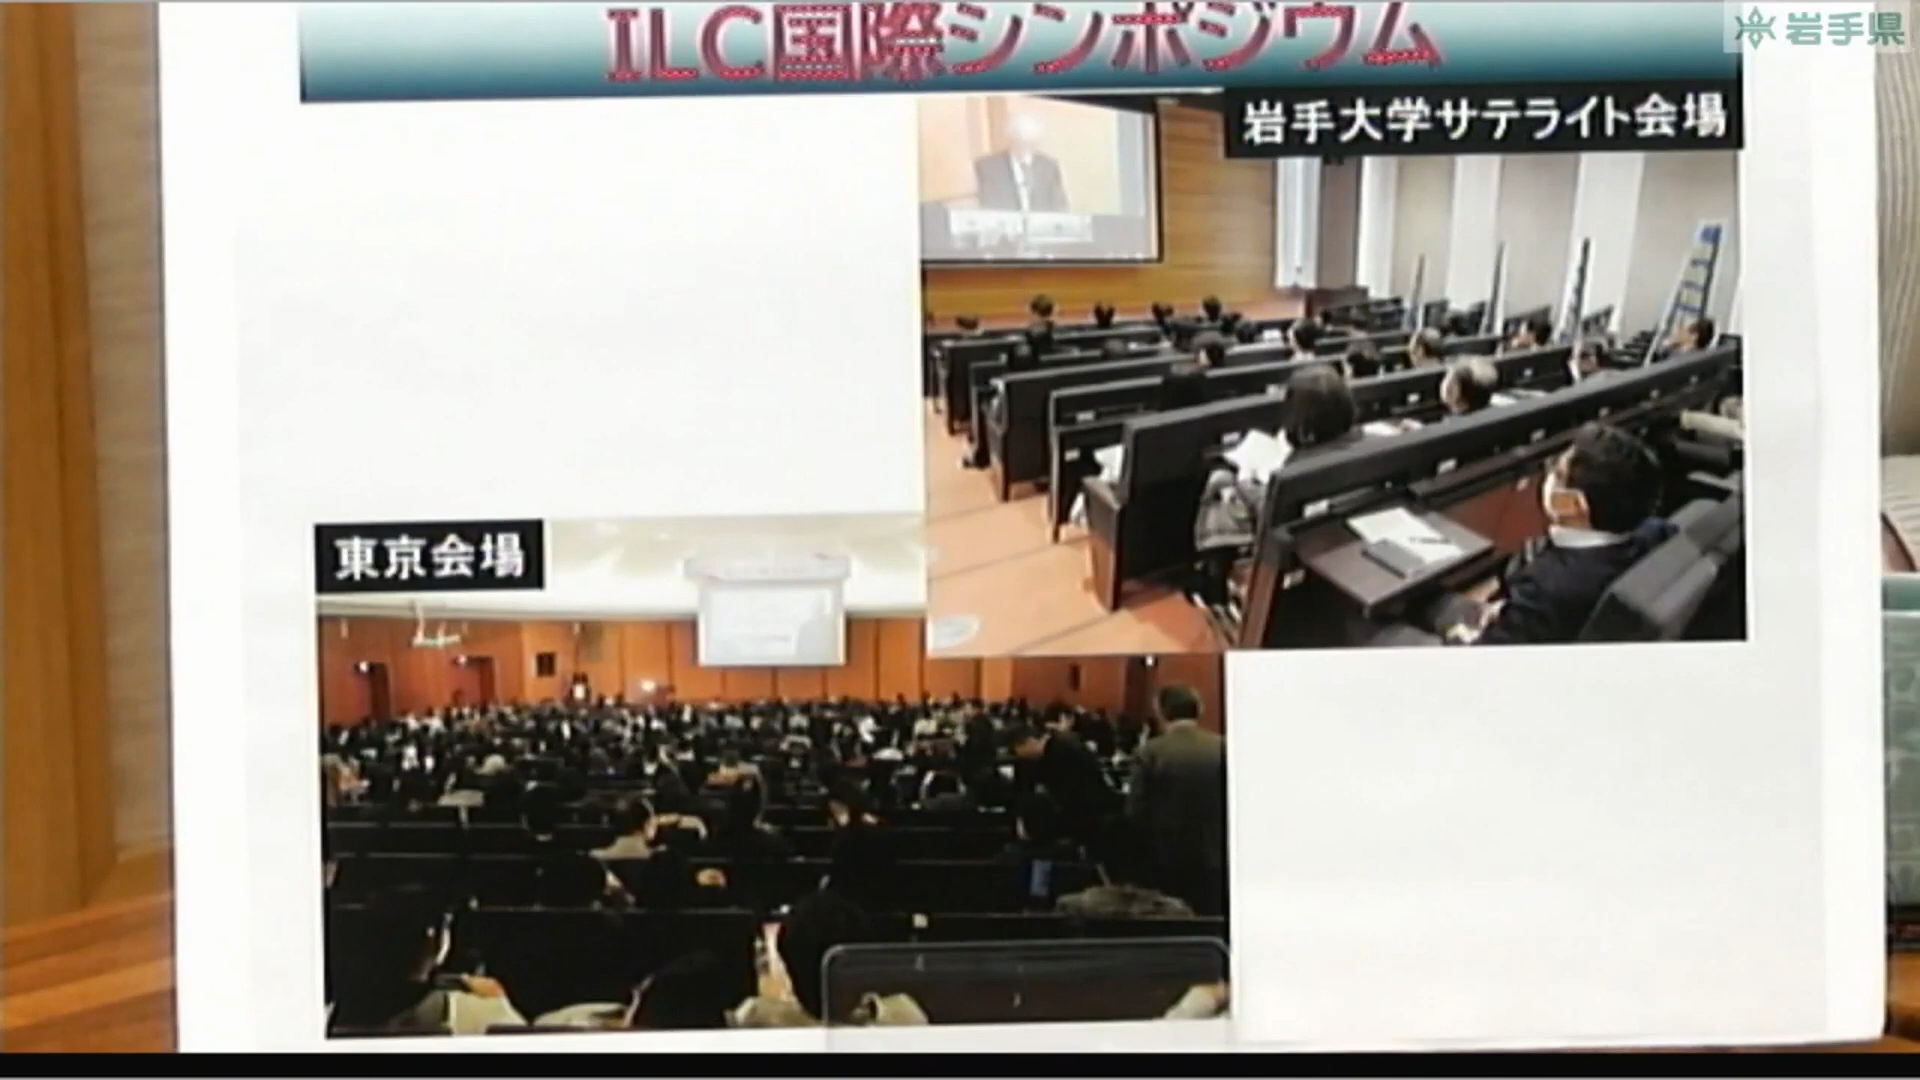 ILC国際シンポジウム
岩手県
岩手大学サテライト会場
東京会場